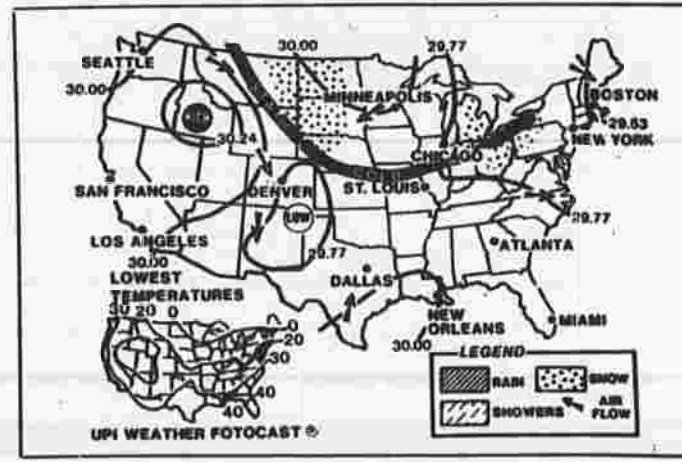 30.00
29.77
SEATTLE
30.00
MINNEAPOLIS
BOSTON
29.53
NEW YORK
30.24
CHICAGO
SAN FRANCISCO
DENVER
ST. LOUIS
LOW
29.77
LOS ANGELES
ATLANTA
30.00
29.77
LOWEST
TEMPERATURES
DALLAS
30 20 0
0
20
30
40
40
NEW
ORLEANS
30.00
MIAMI
LEGEND
RAIN
SNOW
SHOWERS
AIR
FLOW
UPI WEATHER FOTOCAST ®